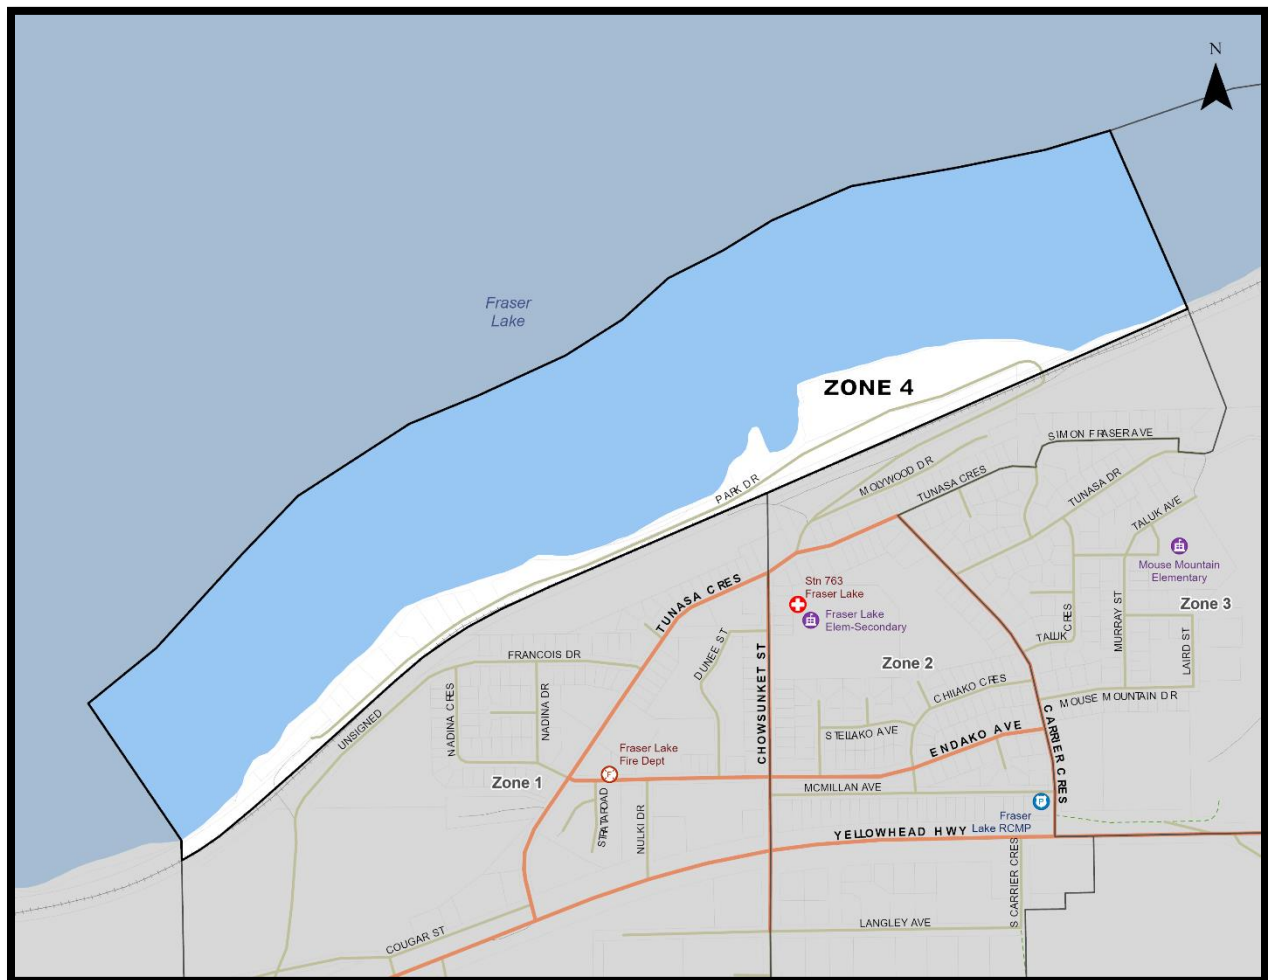 N
Fraser
Lake
ZONE 4
SIMON FRASER AVE
PARK DR
MOLYWOOD DR
TUNASA CRES
TUNASA DR
TALUK AVE
Mouse Mountain
Elementary
Stn 763
Fraser Lake
Fraser Lake
Elem-Secondary
TUNASA CRES
Zone 3
MURRAY ST
TALUK CRES
LAIRD ST
DUNEE ST
FRANCOIS DR
Zone 2
CHILAKO CRES
MOUSE MOUNTAIN DR
NADINA CRES
NADINA DR
UNSIGNED
CHOWSUNKET ST
STELLAKO AVE
ENDAKO AVE
CARRIER CRES
Fraser Lake
Fire Dept
F
Zone 1
MCMILLAN AVE
P
STRATA ROAD
NULKI DR
Fraser
Lake RCMP
YELLOWHEAD HWY
S CARRIER CRES
LANGLEY AVE
COUGAR ST